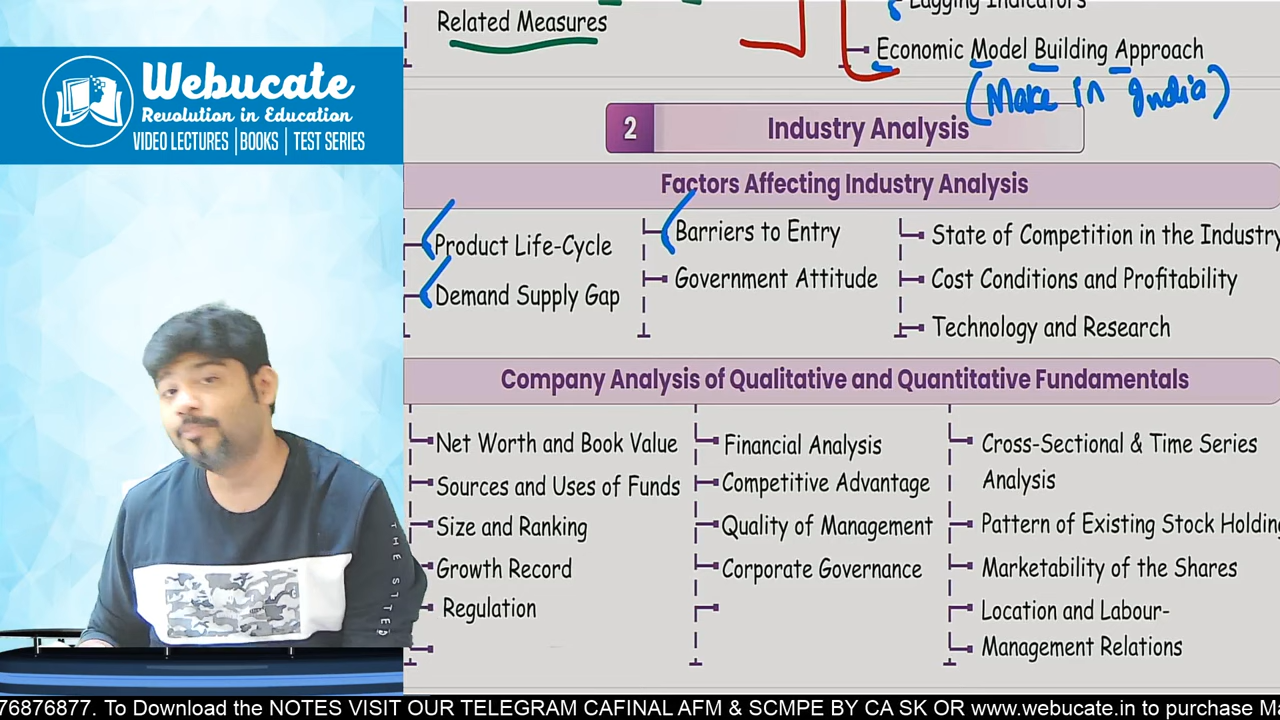 Webucate
Revolution in Education
VIDEO LECTURES | BOOKS | TEST SERIES
Related Measures
Lagging Indicators
Economic Model Building Approach
(Make in India)
2 Industry Analysis
Factors Affecting Industry Analysis
Product Life-Cycle
Demand Supply Gap
Barriers to Entry
Government Attitude
State of Competition in the Industry
Cost Conditions and Profitability
Technology and Research
Company Analysis of Qualitative and Quantitative Fundamentals
Net Worth and Book Value
Sources and Uses of Funds
Size and Ranking
Growth Record
Regulation
Financial Analysis
Competitive Advantage
Quality of Management
Corporate Governance
Cross-Sectional & Time Series
Analysis
Pattern of Existing Stock Holding
Marketability of the Shares
Location and Labour-
Management Relations
76876877. To Download the NOTES VISIT OUR TELEGRAM CAFINAL AFM & SCMPE BY CA SK OR www.webucate.in to purchase Ma